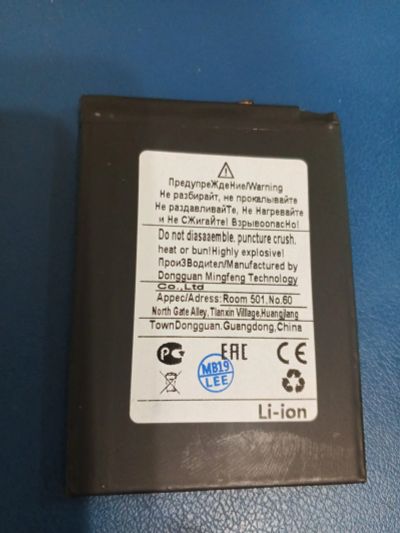 ПредупреЖдеНие/Warning
Не разбирайт, не прокалывайте
Не раздавливайТе, Не Нагревайте
и Не СЖигайТе! ВзрывоопасНо!
Do not diasaaemble, puncture crush,
heat or bun!Highly explosive!
ПроиЗВодител/Manufactured by
Dongguan Mingfeng Technology
Co.,Ltd
Appec/Adress:Room 501,No.60
North Gate Alley, Tianxin Village,Huangjiang
TownDongguan,Guangdong,China
РС EAC CE
MB19
LEE
Li-ion